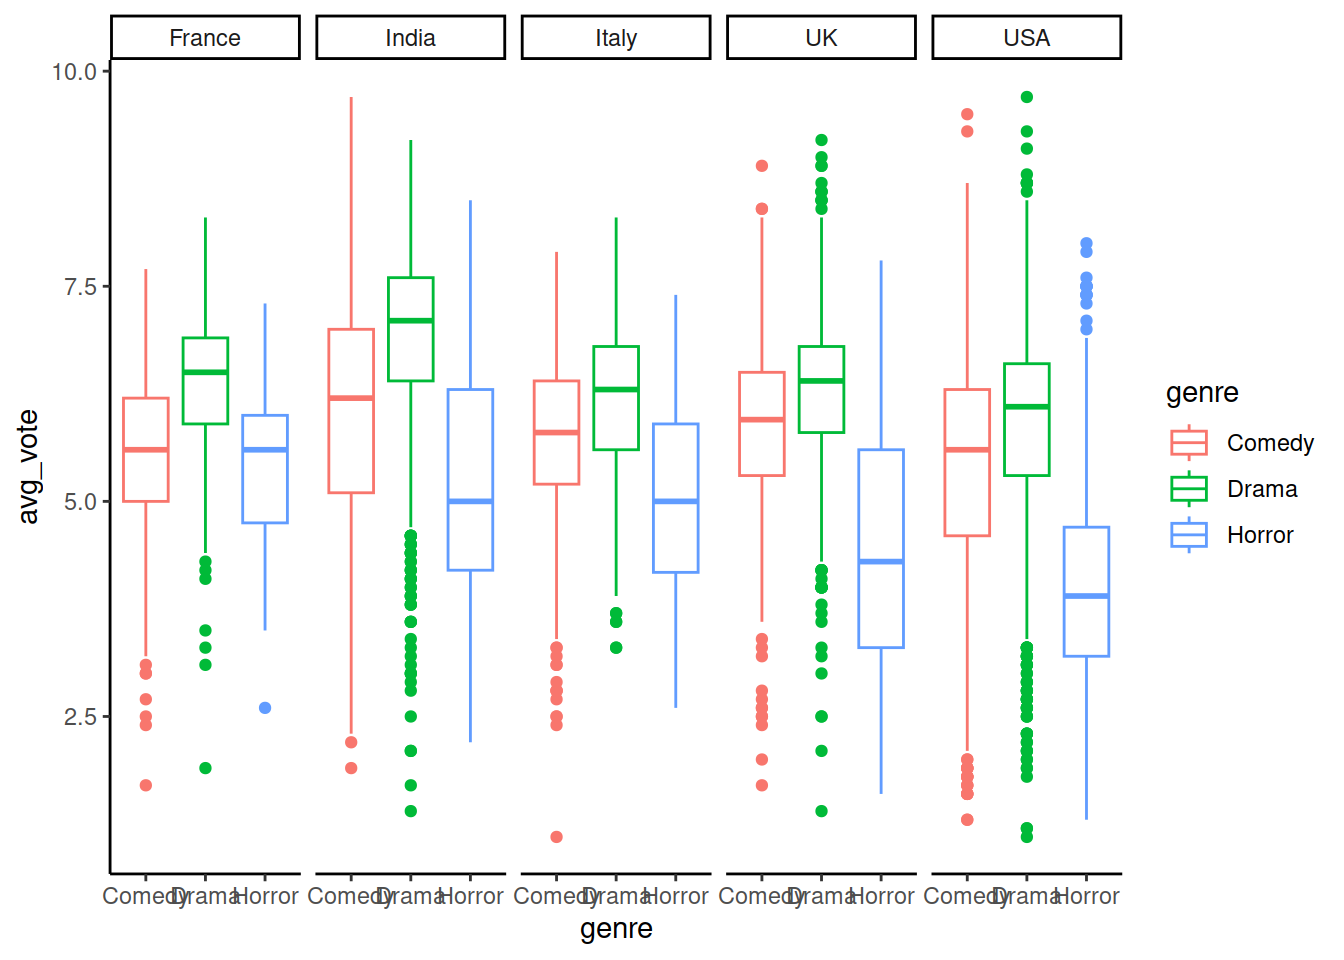 France India Italy UK USA
10.0
7.5
5.0
2.5
avg_vote
Comedy Drama Horror Comedy Drama Horror Comedy Drama Horror Comedy Drama Horror Comedy Drama Horror
genre
genre
Comedy
Drama
Horror